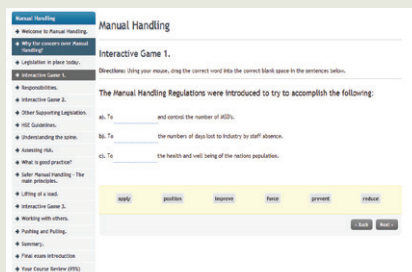 Manual Handling
Welcome to Manual Handling.
Why the concern over Manual
Handling?
Legislation in place today.
Interactive Game 1.
Responsibilities.
Interactive Game 2.
Other Supporting Legislation.
HSE Guidelines.
Understanding the spine.
Assessing risk.
What is good practice?
Safer Manual Handling - The
main principles.
Lifting of a load.
Interactive Game 3.
Working with others.
Pushing and Pulling.
Summary.
Final exam introduction
Your Course Review (95%)
Manual Handling
Interactive Game 1.
Directions: Using your mouse, drag the correct word into the correct blank space in the sentences below.
The Manual Handling Regulations were introduced to try to accomplish the following:
a). To and control the number of MSD's.
b). To the numbers of days lost to industry by staff absence.
c). To the health and well being of the nations population.
apply position improve force prevent reduce
‹ Back Next ›